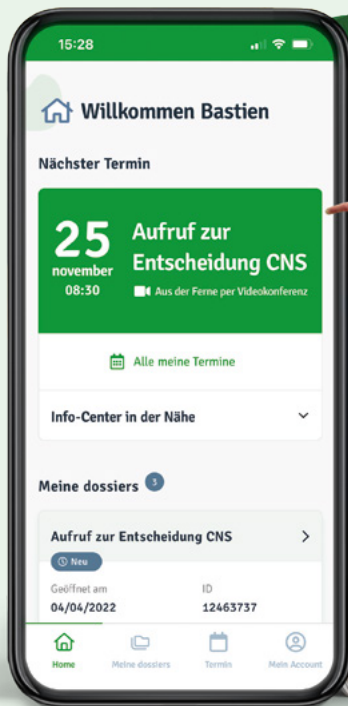 15:28
Willkommen Bastien
Nächster Termin
25
november
08:30
Aufruf zur
Entscheidung CNS
Aus der Ferne per Videokonferenz
Alle meine Termine
Info-Center in der Nähe
Meine dossiers 3
Aufruf zur Entscheidung CNS
Neu
Geöffnet am
ID
04/04/2022
12463737
Home
Meine dossiers
Termin
Mein Account